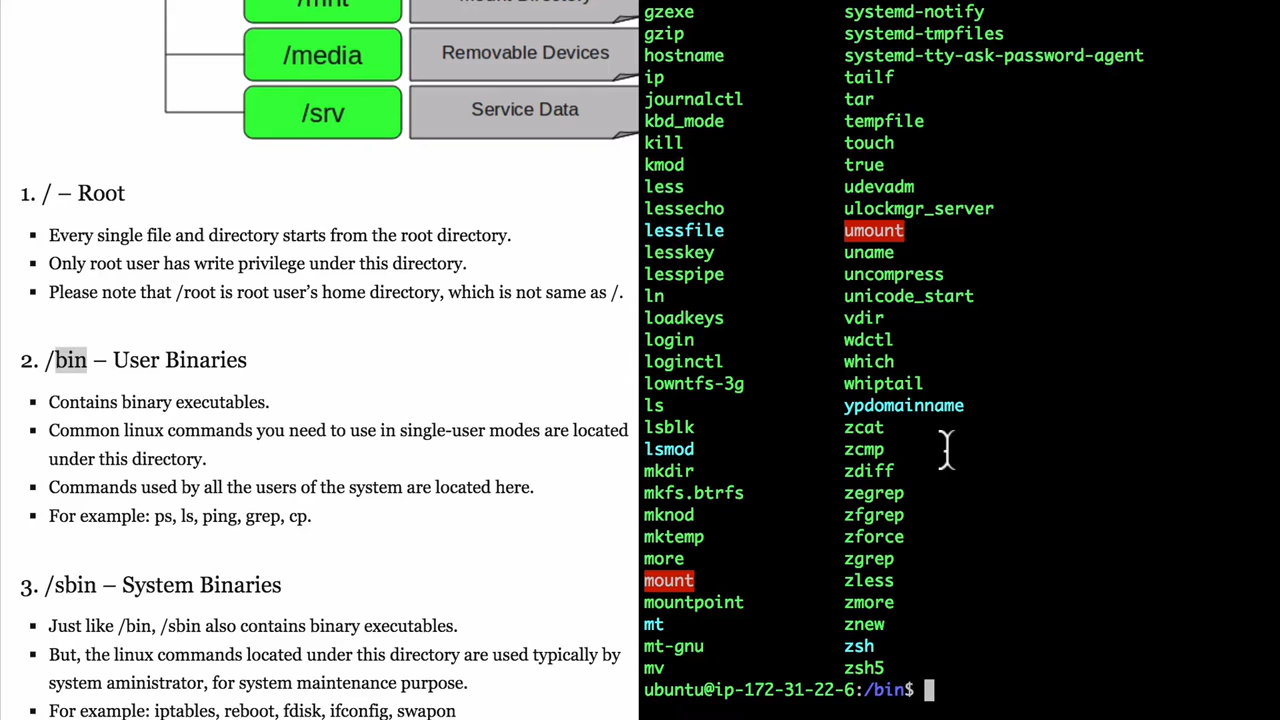 /mnt
Mount Directory
/media
Removable Devices
/srv
Service Data
1. / – Root
▪ Every single file and directory starts from the root directory.
▪ Only root user has write privilege under this directory.
▪ Please note that /root is root user’s home directory, which is not same as /.
2. /bin – User Binaries
▪ Contains binary executables.
▪ Common linux commands you need to use in single-user modes are located
under this directory.
▪ Commands used by all the users of the system are located here.
▪ For example: ps, ls, ping, grep, cp.
3. /sbin – System Binaries
▪ Just like /bin, /sbin also contains binary executables.
▪ But, the linux commands located under this directory are used typically by
system aministrator, for system maintenance purpose.
▪ For example: iptables, reboot, fdisk, ifconfig, swapon
gzexe systemd-notify
gzip systemd-tmpfiles
hostname systemd-tty-ask-password-agent
ip tailf
journalctl tar
kbd_mode tempfile
kill touch
kmod true
less udevadm
lessecho ulockmgr_server
lessfile umount
lesskey uname
lesspipe uncompress
ln unicode_start
loadkeys vdir
login wdctl
loginctl which
lowntfs-3g whiptail
ls ypdomainname
lsblk zcat
lsmod zcmp
mkdir zdiff
mkfs.btrfs zegrep
mknod zfgrep
mktemp zforce
more zgrep
mount zless
mountpoint zmore
mt znew
mt-gnu zsh
mv zsh5
ubuntu@ip-172-31-22-6:/bin$